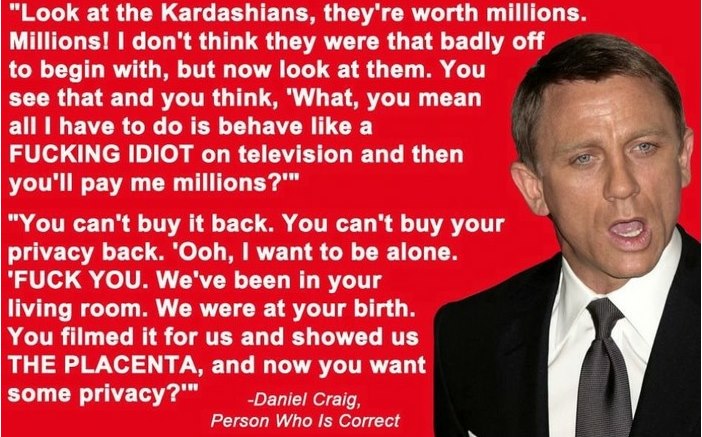 "Look at the Kardashians, they're worth millions.
Millions! I don't think they were that badly off
to begin with, but now look at them. You
see that and you think, 'What, you mean
all I have to do is behave like a
FUCKING IDIOT on television and then
you'll pay me millions?'"
"You can't buy it back. You can't buy your
privacy back. 'Ooh, I want to be alone.
'FUCK YOU. We've been in your
living room. We were at your birth.
You filmed it for us and showed us
THE PLACENTA, and now you want
some privacy?'"
-Daniel Craig,
Person Who Is Correct